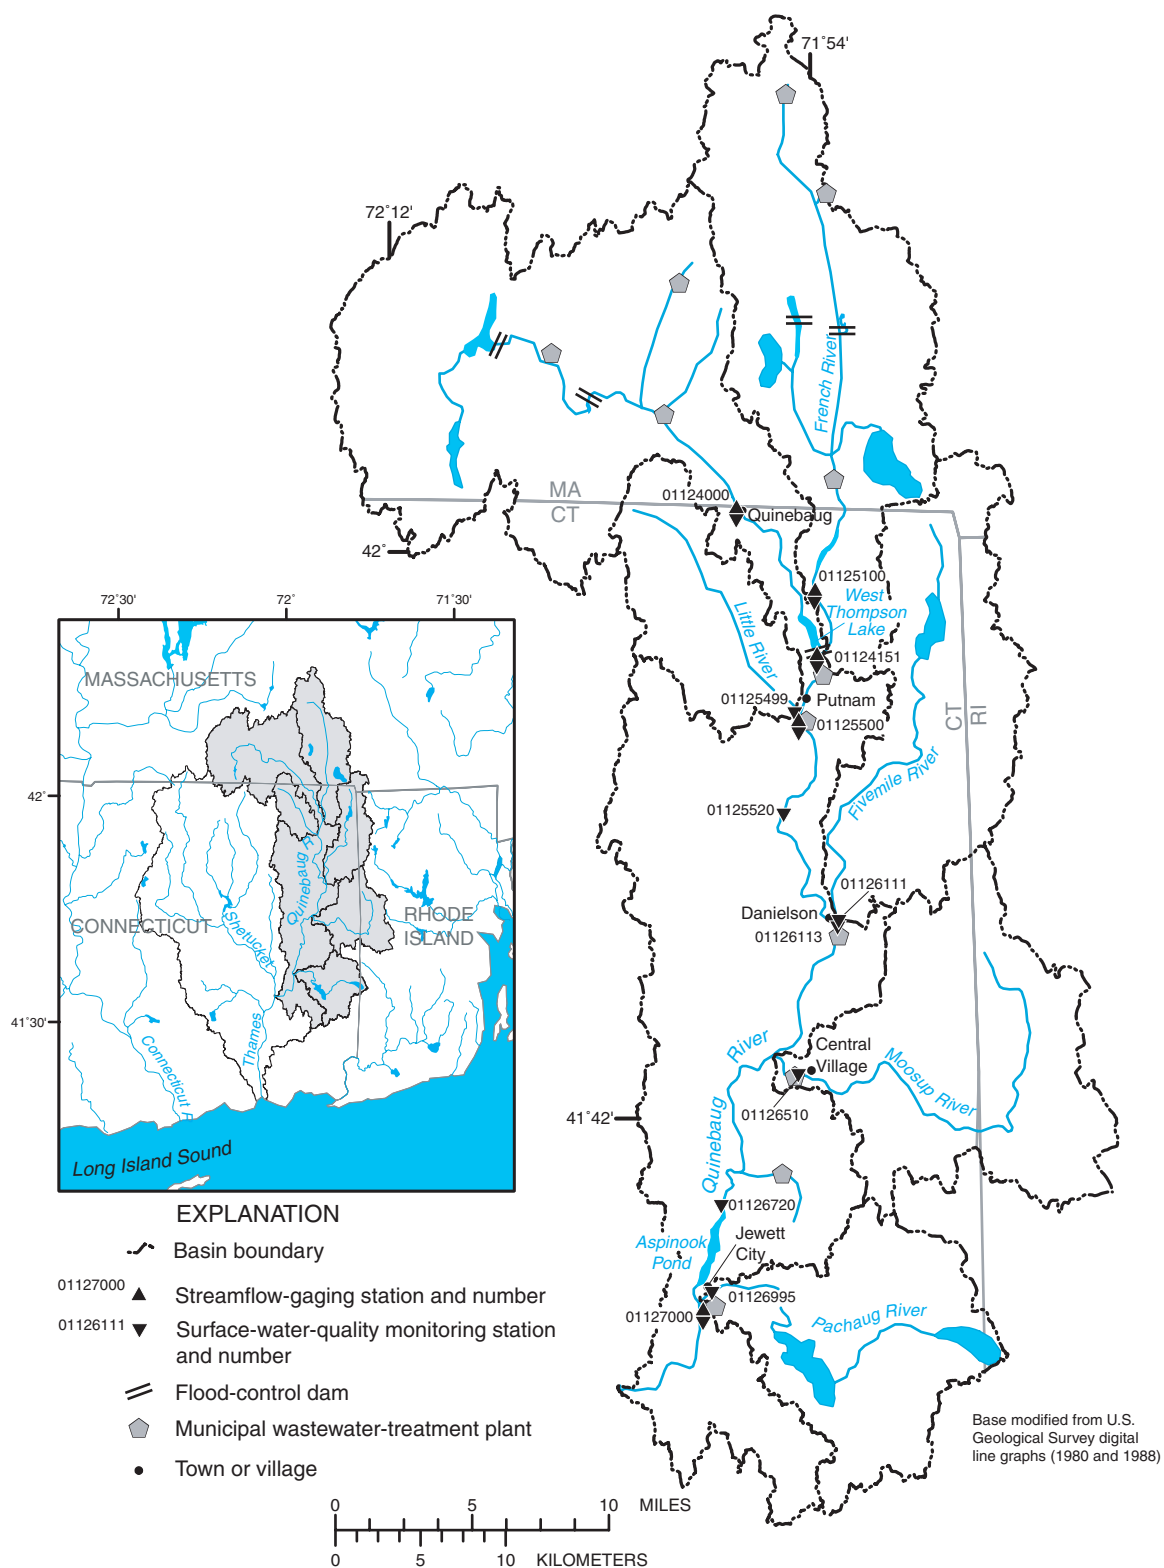 71°54'
72°12'
French River
MA
CT
01124000
Quinebaug
42°
01125100
West
Thompson
Lake
Little River
01124151
01125499
Putnam
01125500
CT
RI
Fivemile River
01125520
01126111
Danielson
01126113
River
Central
Village
Moosup River
01126510
41°42'
Quinebaug
01126720
Aspinook
Pond
Jewett
City
01126995
01127000
Pachaug River
72°30'
72°
71°30'
MASSACHUSETTS
42°
Quinebaug R
CONNECTICUT
Shetucket
RHODE
ISLAND
41°30'
Connecticut R
Thames
Long Island Sound
EXPLANATION
Basin boundary
01127000 Streamflow-gaging station and number
01126111 Surface-water-quality monitoring station
and number
Flood-control dam
Municipal wastewater-treatment plant
Town or village
Base modified from U.S.
Geological Survey digital
line graphs (1980 and 1988)
0 5 10 MILES
0 5 10 KILOMETERS